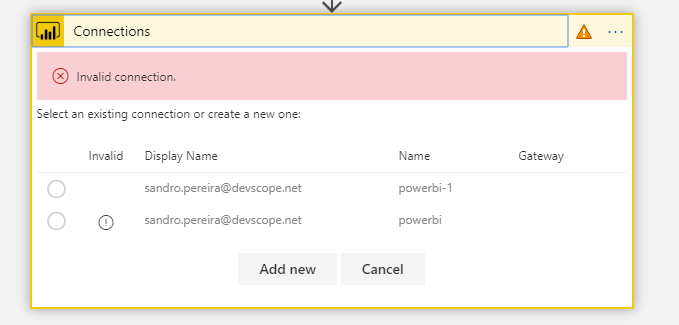 Connections
Invalid connection.
Select an existing connection or create a new one:
Invalid Display Name Name Gateway
sandro.pereira@devscope.net powerbi-1
sandro.pereira@devscope.net powerbi
Add new Cancel